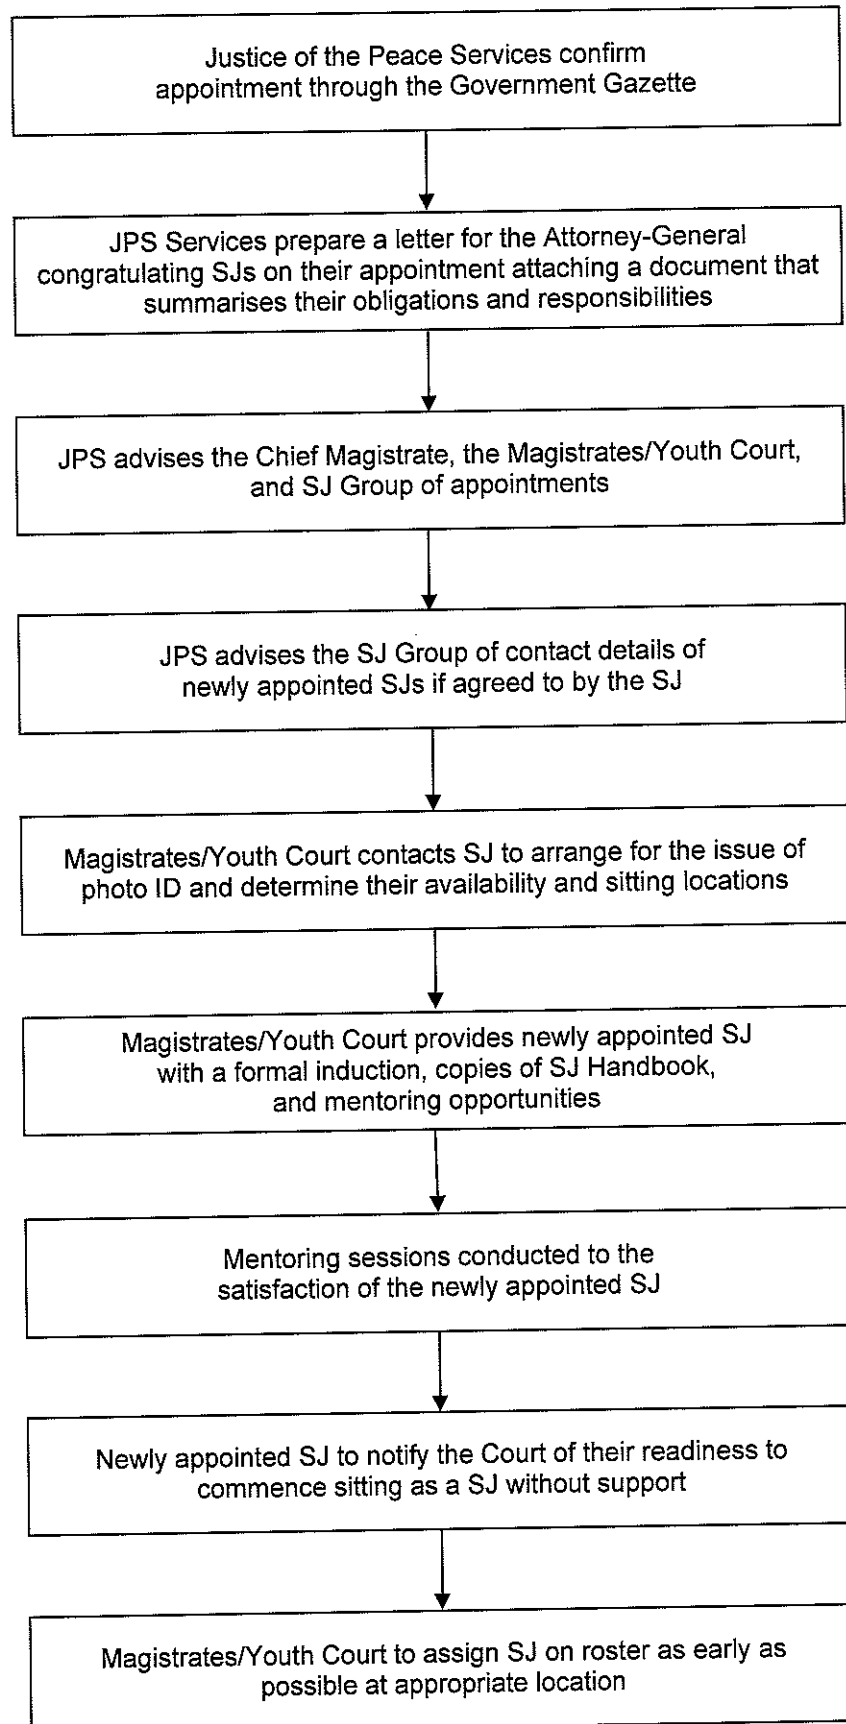 Justice of the Peace Services confirm
appointment through the Government Gazette
JPS Services prepare a letter for the Attorney-General
congratulating SJs on their appointment attaching a document that
summarises their obligations and responsibilities
JPS advises the Chief Magistrate, the Magistrates/Youth Court,
and SJ Group of appointments
JPS advises the SJ Group of contact details of
newly appointed SJs if agreed to by the SJ
Magistrates/Youth Court contacts SJ to arrange for the issue of
photo ID and determine their availability and sitting locations
Magistrates/Youth Court provides newly appointed SJ
with a formal induction, copies of SJ Handbook,
and mentoring opportunities
Mentoring sessions conducted to the
satisfaction of the newly appointed SJ
Newly appointed SJ to notify the Court of their readiness to
commence sitting as a SJ without support
Magistrates/Youth Court to assign SJ on roster as early as
possible at appropriate location